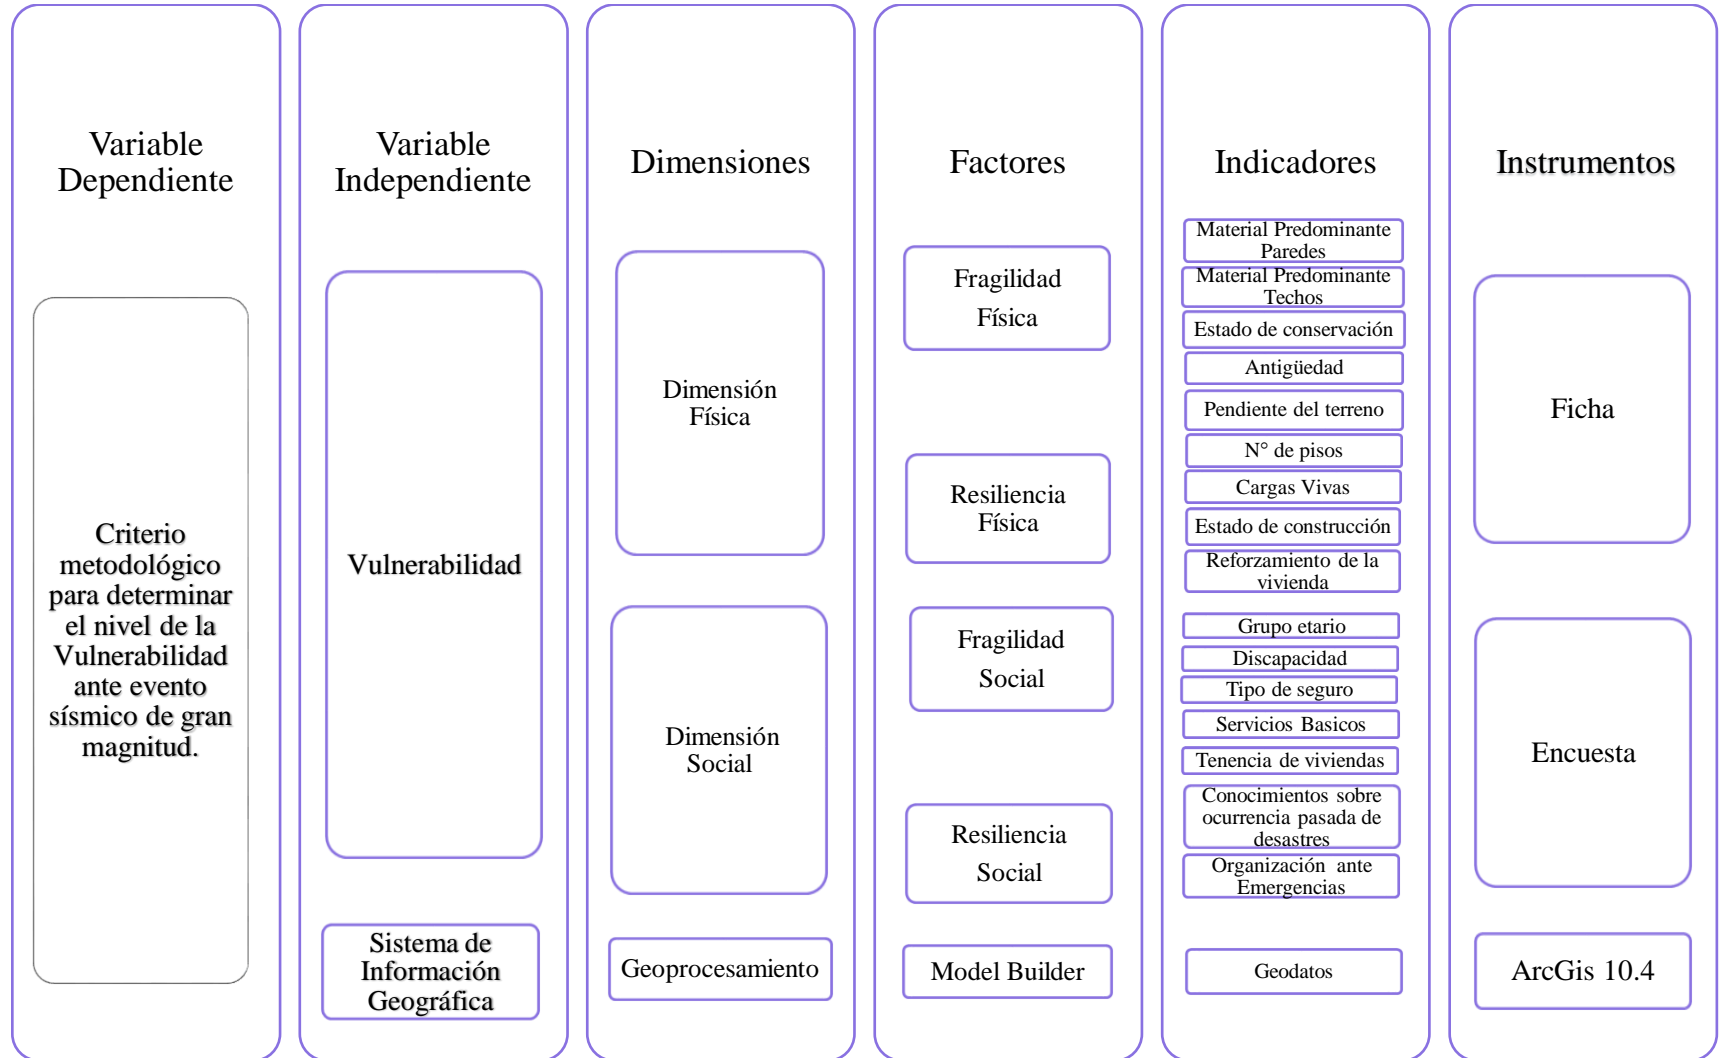 Variable
Dependiente
Criterio
metodológico
para determinar
el nivel de la
Vulnerabilidad
ante evento
sísmico de gran
magnitud.
Variable
Independiente
Vulnerabilidad
Sistema de
Información
Geográfica
Dimensiones
Dimensión
Física
Dimensión
Social
Geoprocesamiento
Factores
Fragilidad
Física
Resiliencia
Física
Fragilidad
Social
Resiliencia
Social
Model Builder
Indicadores
Material Predominante
Paredes
Material Predominante
Techos
Estado de conservación
Antigüedad
Pendiente del terreno
N° de pisos
Cargas Vivas
Estado de construcción
Reforzamiento de la
vivienda
Grupo etario
Discapacidad
Tipo de seguro
Servicios Basicos
Tenencia de viviendas
Conocimientos sobre
ocurrencia pasada de
desastres
Organización ante
Emergencias
Geodatos
Instrumentos
Ficha
Encuesta
ArcGis 10.4